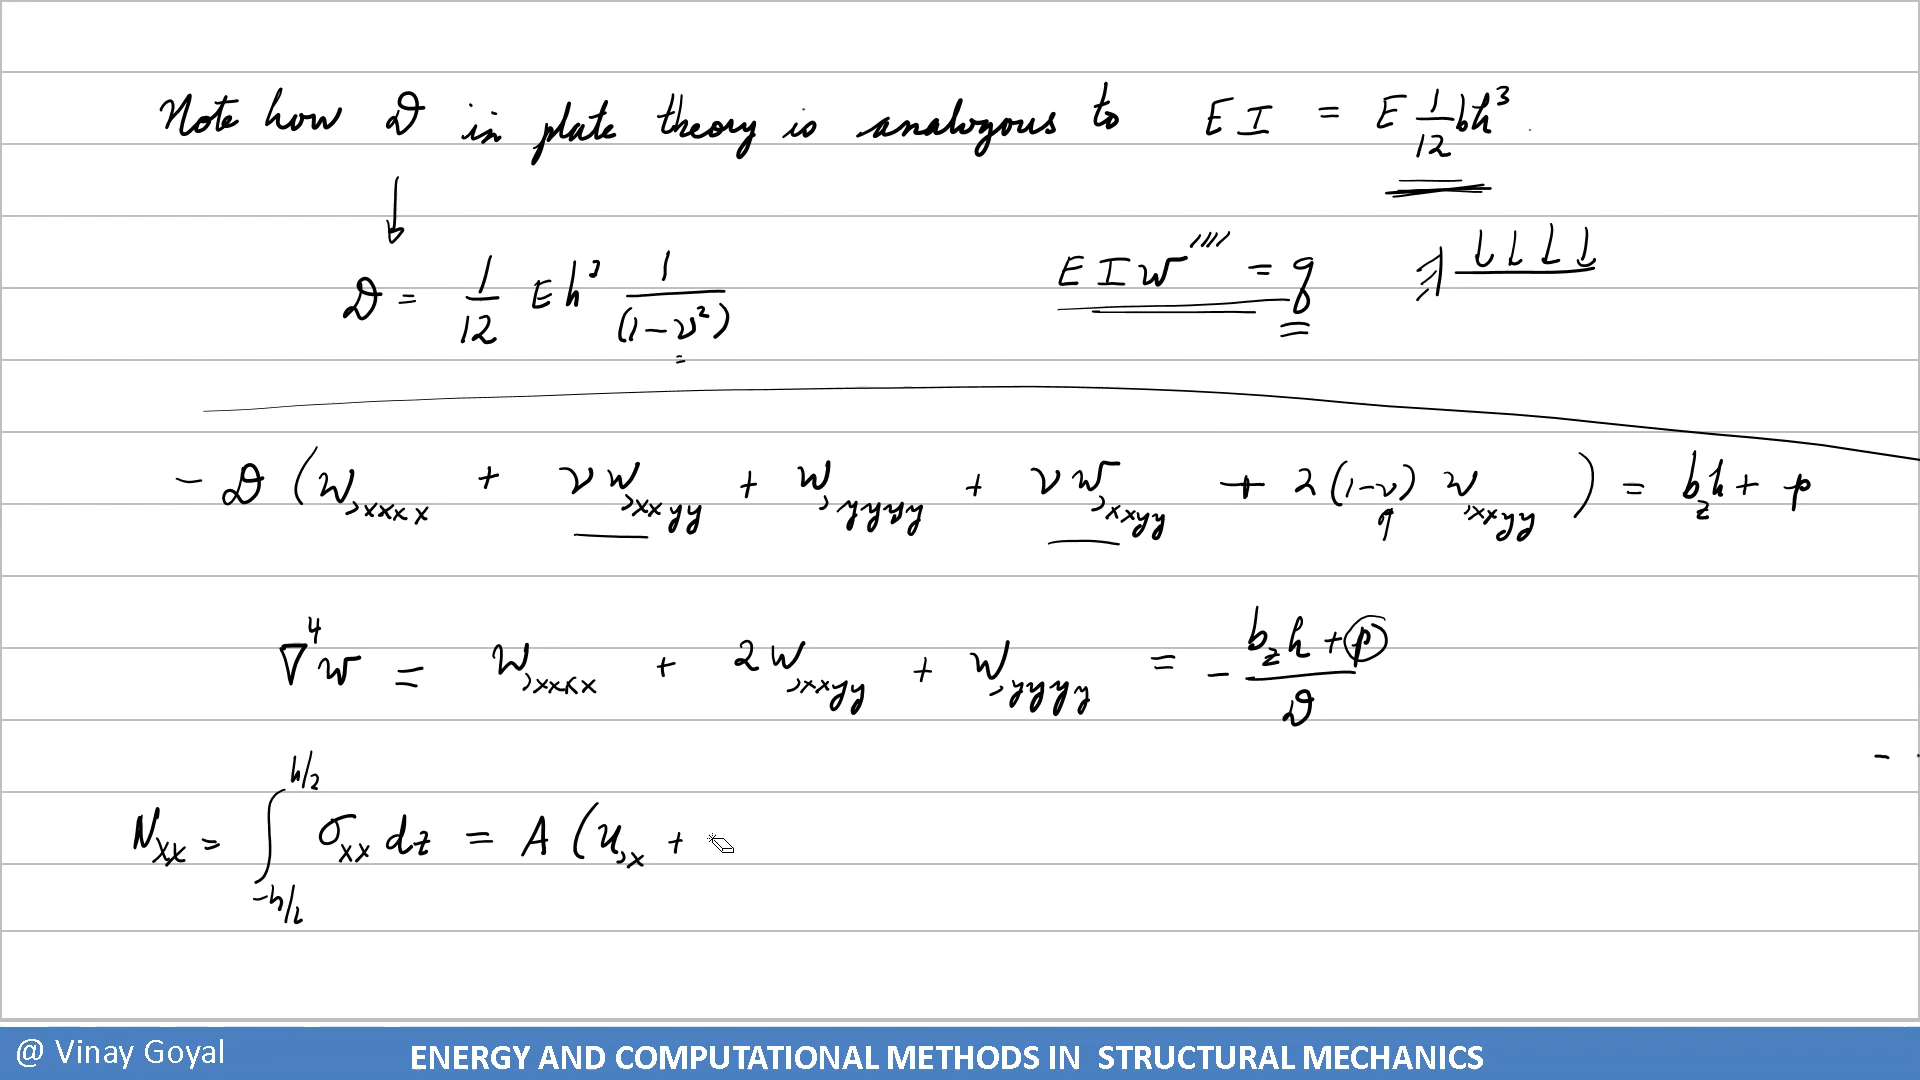 Note how D in plate theory is analogous to EI = E 1/12 bh³
D = 1/12 Eh³ 1/(1-ν²) EIw'''' = q
-D (w,xxxx + νw,xxyy + w,yyyy + νw,xxyy + 2(1-ν) w,xxyy) = b_z h + p
∇⁴w = w,xxxx + 2w,xxyy + w,yyyy = - (b_z h + p)/D
N_xx = ∫_{-h/2}^{h/2} σ_xx dz = A (u,x +
@ Vinay Goyal ENERGY AND COMPUTATIONAL METHODS IN STRUCTURAL MECHANICS